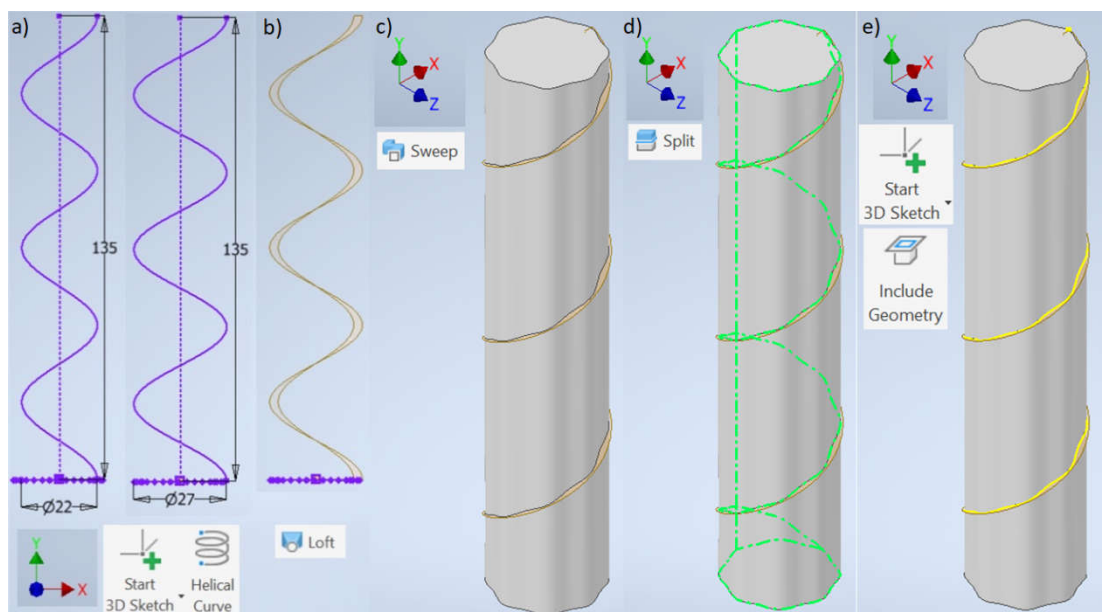 a)
135
Ø22
135
Ø27
Y
X
Start
3D Sketch
Helical
Curve
b)
Loft
c)
Y
X
Z
Sweep
d)
Y
X
Z
Split
e)
Y
X
Z
Start
3D Sketch
Include
Geometry